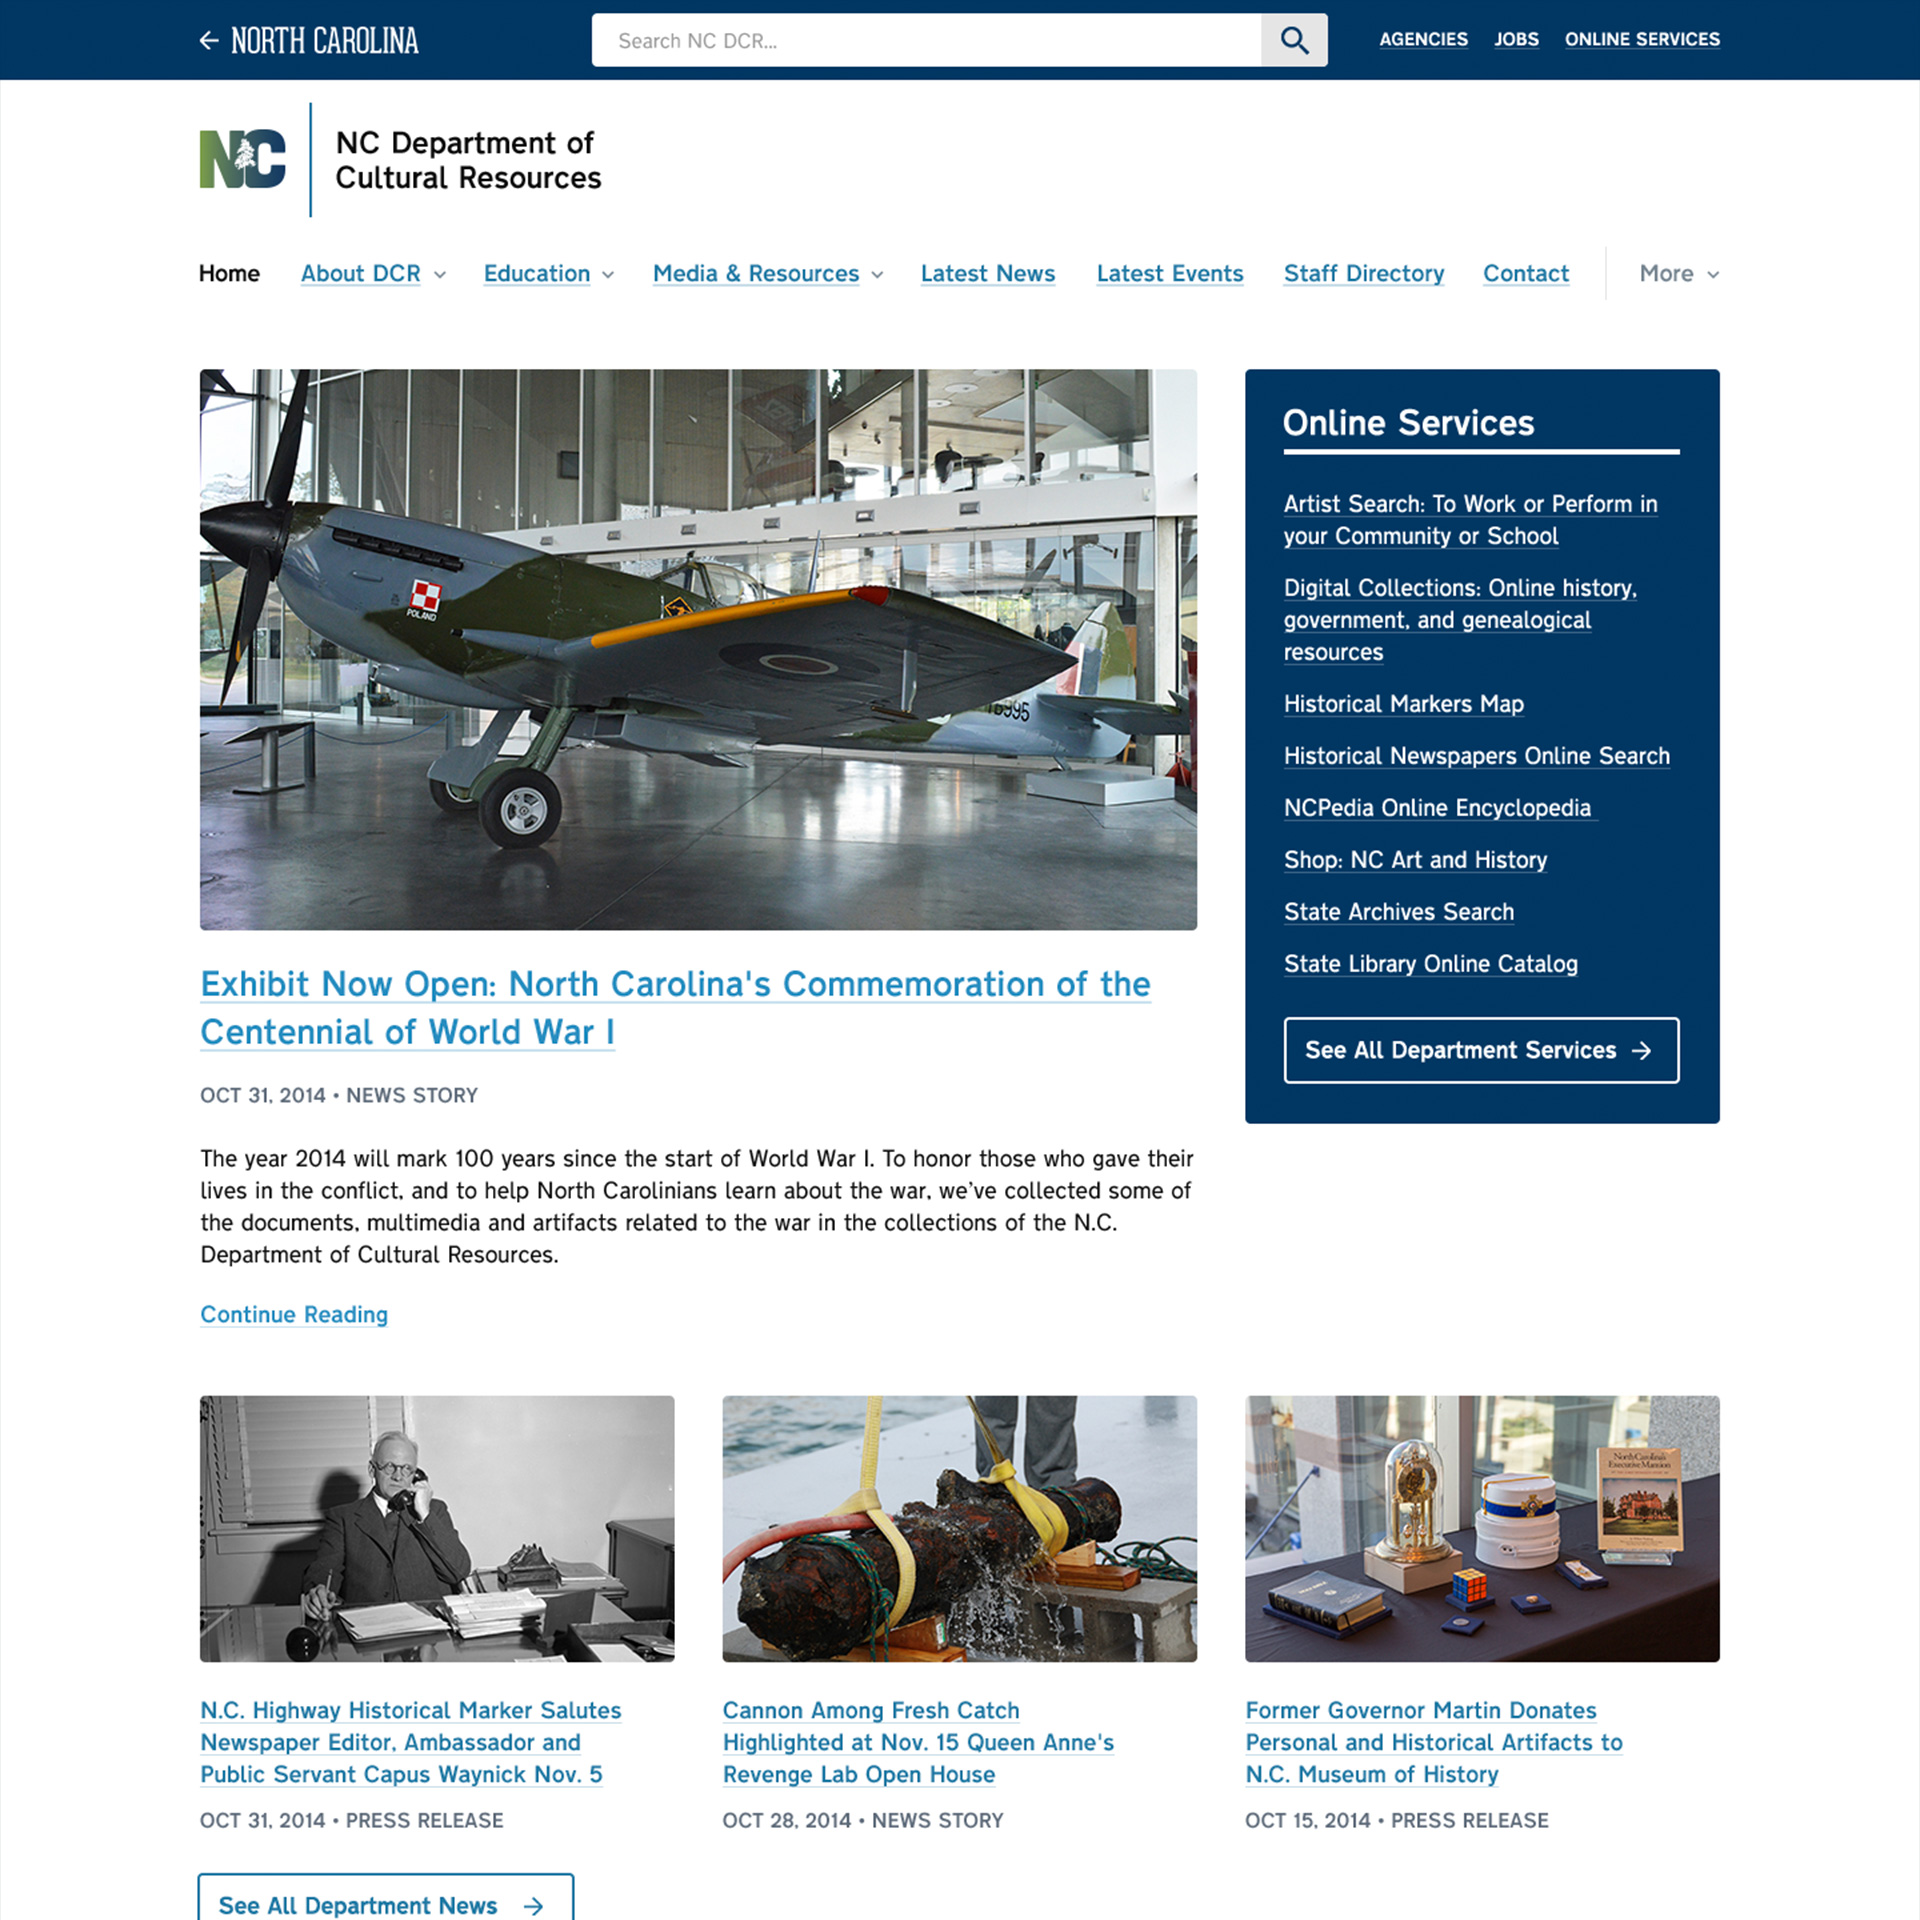 NORTH CAROLINA
Search NC DCR...
AGENCIES
JOBS
ONLINE SERVICES
NC
NC Department of
Cultural Resources
Home
About DCR
Education
Media & Resources
Latest News
Latest Events
Staff Directory
Contact
More
POLAND
Exhibit Now Open: North Carolina's Commemoration of the
Centennial of World War I
OCT 31, 2014 • NEWS STORY
The year 2014 will mark 100 years since the start of World War I. To honor those who gave their
lives in the conflict, and to help North Carolinians learn about the war, we’ve collected some of
the documents, multimedia and artifacts related to the war in the collections of the N.C.
Department of Cultural Resources.
Continue Reading
Online Services
Artist Search: To Work or Perform in
your Community or School
Digital Collections: Online history,
government, and genealogical
resources
Historical Markers Map
Historical Newspapers Online Search
NCPedia Online Encyclopedia
Shop: NC Art and History
State Archives Search
State Library Online Catalog
See All Department Services
N.C. Highway Historical Marker Salutes
Newspaper Editor, Ambassador and
Public Servant Capus Waynick Nov. 5
OCT 31, 2014 • PRESS RELEASE
Cannon Among Fresh Catch
Highlighted at Nov. 15 Queen Anne's
Revenge Lab Open House
OCT 28, 2014 • NEWS STORY
North Carolina's
Executive Mansion
Former Governor Martin Donates
Personal and Historical Artifacts to
N.C. Museum of History
OCT 15, 2014 • PRESS RELEASE
See All Department News